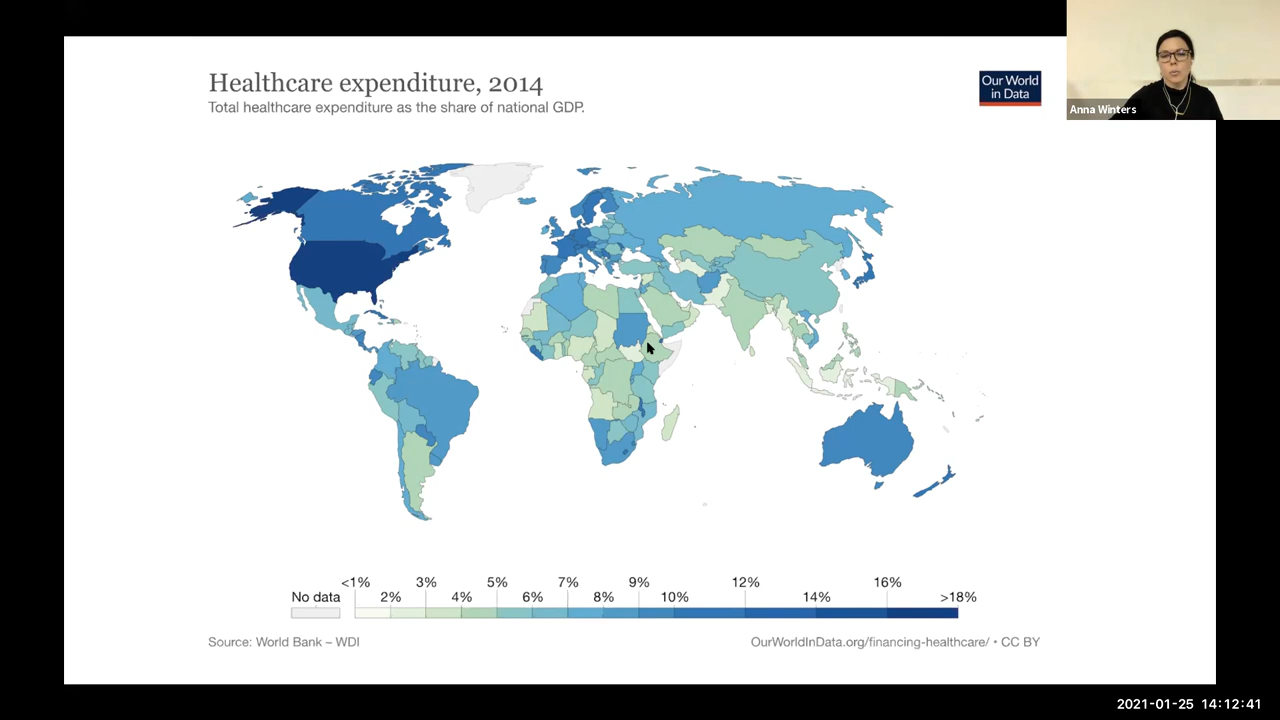 Healthcare expenditure, 2014
Total healthcare expenditure as the share of national GDP.
Our World
in Data
Anna Winters
<1% 3% 5% 7% 9% 12% 16%
No data 2% 4% 6% 8% 10% 14% >18%
Source: World Bank – WDI
OurWorldInData.org/financing-healthcare/ • CC BY
2021-01-25 14:12:41